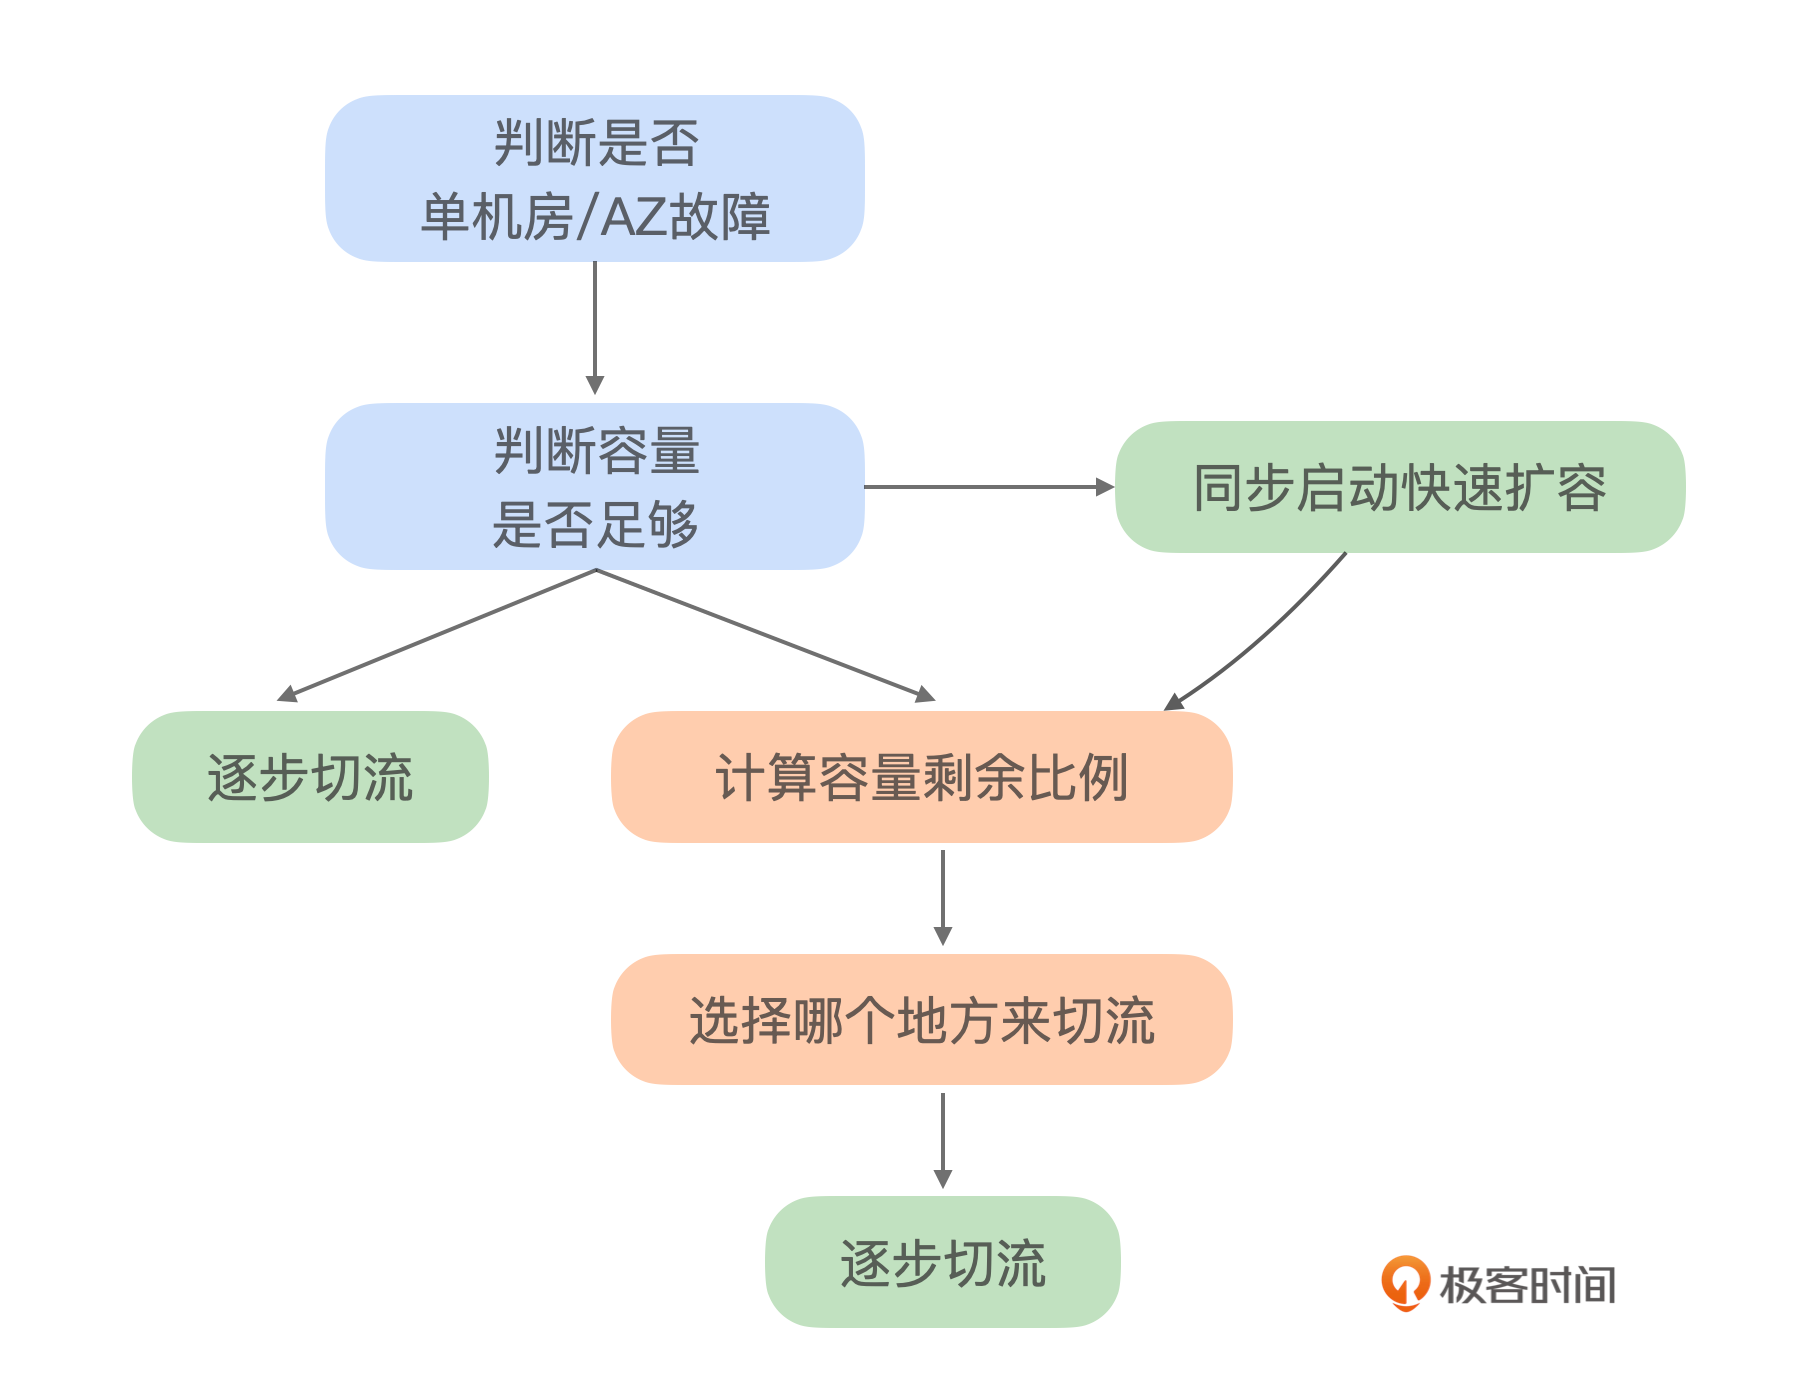 判断是否
单机房/AZ故障
判断容量
是否足够
同步启动快速扩容
逐步切流
计算容量剩余比例
选择哪个地方来切流
逐步切流
极客时间